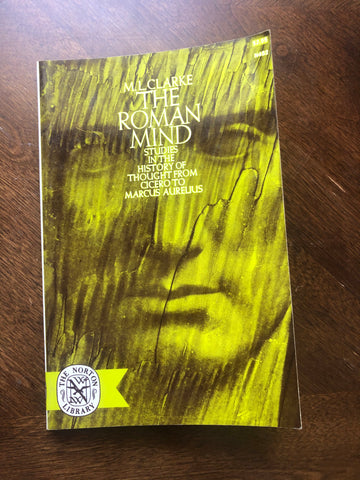 M. L. CLARKE
THE
ROMAN
MIND
STUDIES
IN THE
HISTORY OF
THOUGHT FROM
CICERO TO
MARCUS AURELIUS
THE NORTON
LIBRARY